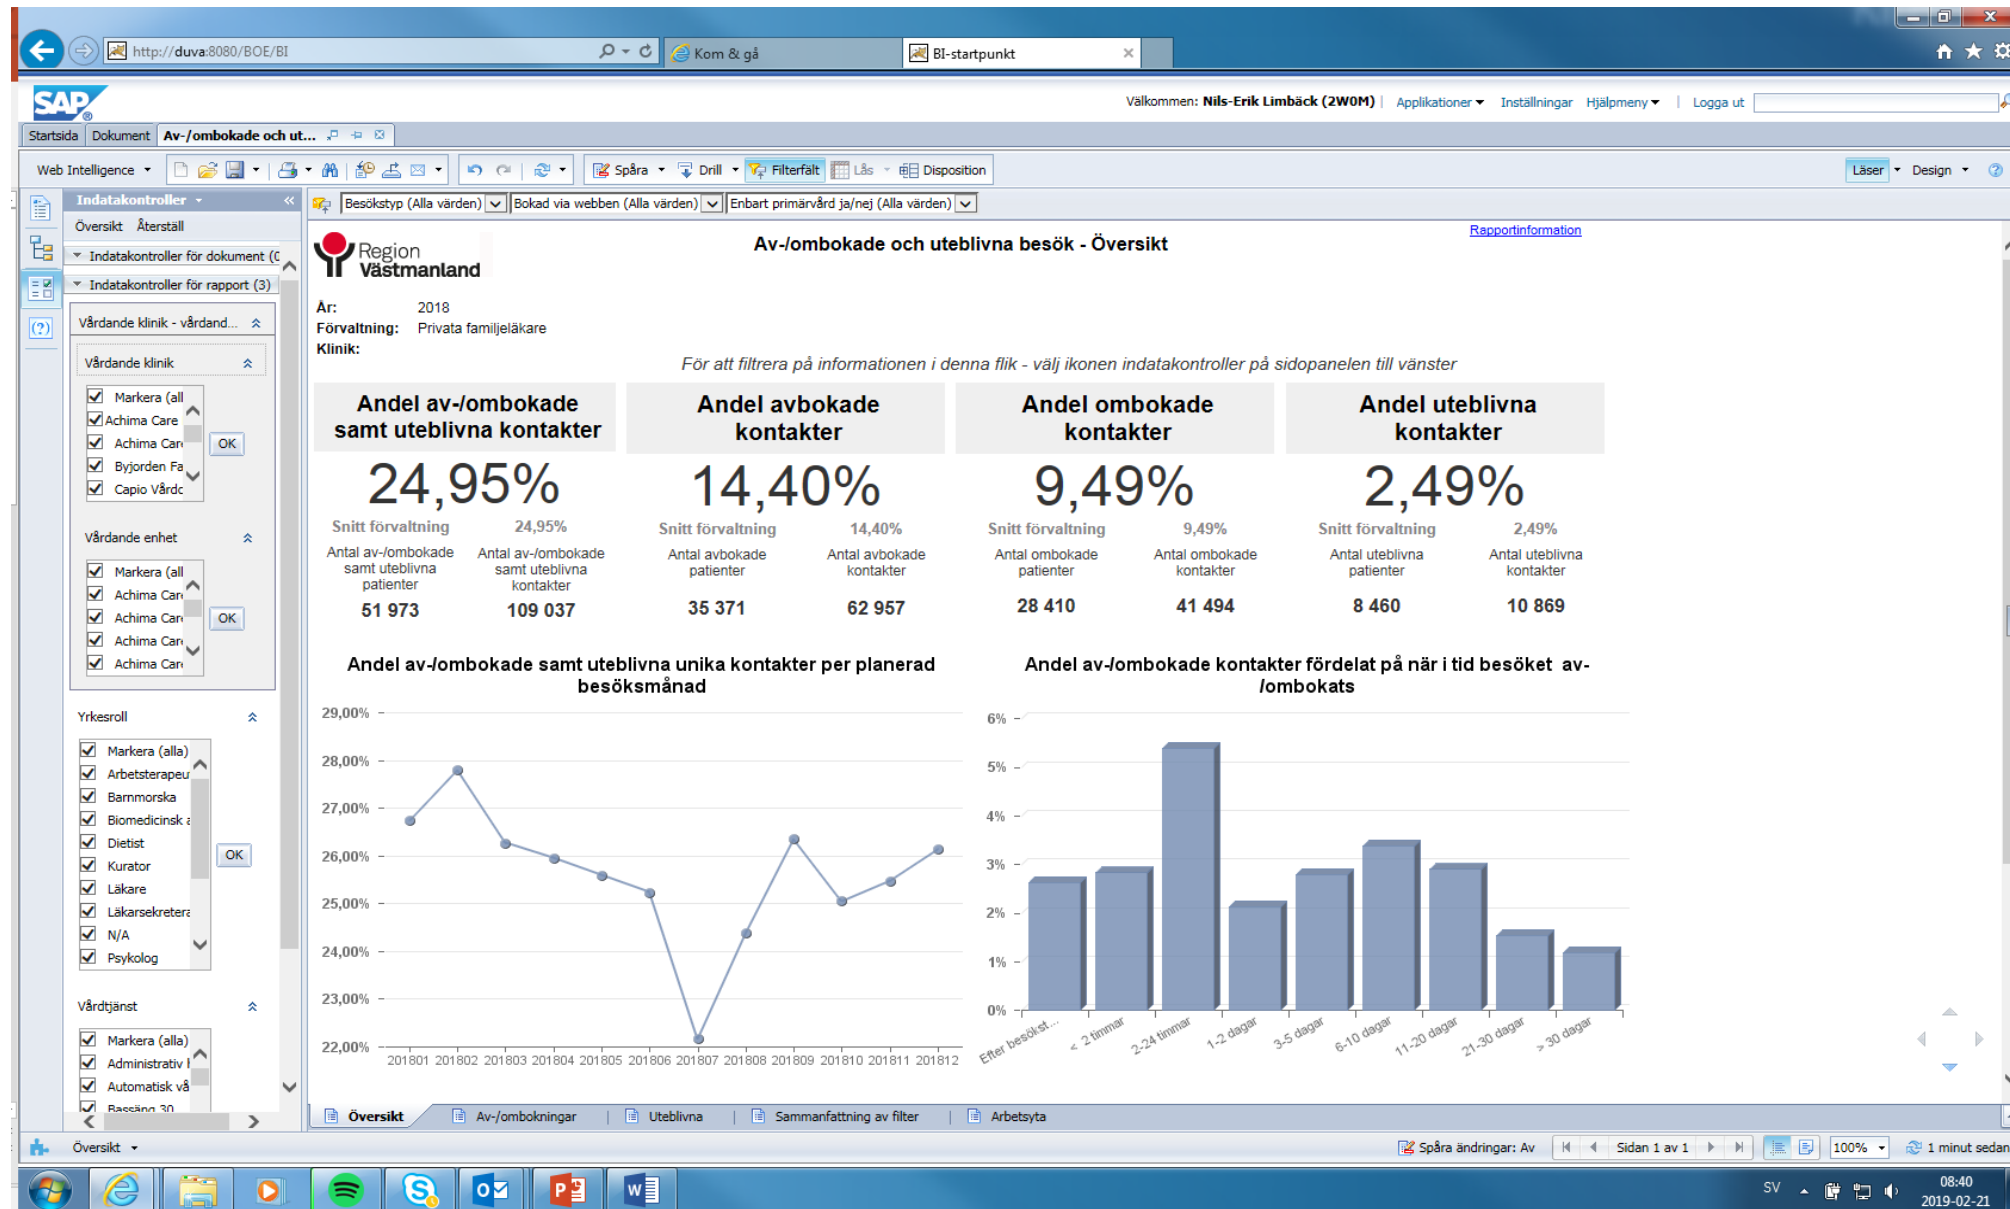 http://duva:8080/BOE/BI
Kom & gå
BI-startpunkt
SAP
Välkommen: Nils-Erik Limbäck (2W0M)
Applikationer
Inställningar
Hjälpmeny
Logga ut
Startsida
Dokument
Av-/ombokade och ut...
Web Intelligence
Spåra
Drill
Filterfält
Lås
Disposition
Läser
Design
Indatakontroller
Översikt Återställ
Indatakontroller för dokument (0
Indatakontroller för rapport (3)
Vårdande klinik - vårdand...
Vårdande klinik
Markera (all
Achima Care
Achima Car
Byjorden Fa
Capio Vårdc
OK
Vårdande enhet
Markera (all
Achima Car
Achima Car
Achima Car
Achima Car
OK
Yrkesroll
Markera (alla)
Arbetsterapeu
Barnmorska
Biomedicinsk a
Dietist
Kurator
Läkare
Läkarsekretera
N/A
Psykolog
OK
Vårdtjänst
Markera (alla)
Administrativ
Automatisk vå
Bassäng 30
Besökstyp (Alla värden)
Bokad via webben (Alla värden)
Enbart primärvård ja/nej (Alla värden)
Region
Västmanland
Av-/ombokade och uteblivna besök - Översikt
Rapportinformation
År: 2018
Förvaltning: Privata familjeläkare
Klinik:
För att filtrera på informationen i denna flik - välj ikonen indatakontroller på sidopanelen till vänster
Andel av-/ombokade
samt uteblivna kontakter
24,95%
Snitt förvaltning 24,95%
Antal av-/ombokade
samt uteblivna
patienter
51 973
Antal av-/ombokade
samt uteblivna
kontakter
109 037
Andel avbokade
kontakter
14,40%
Snitt förvaltning 14,40%
Antal avbokade
patienter
35 371
Antal avbokade
kontakter
62 957
Andel ombokade
kontakter
9,49%
Snitt förvaltning 9,49%
Antal ombokade
patienter
28 410
Antal ombokade
kontakter
41 494
Andel uteblivna
kontakter
2,49%
Snitt förvaltning 2,49%
Antal uteblivna
patienter
8 460
Antal uteblivna
kontakter
10 869
Andel av-/ombokade samt uteblivna unika kontakter per planerad
besöksmånad
29,00%
28,00%
27,00%
26,00%
25,00%
24,00%
23,00%
22,00%
201801 201802 201803 201804 201805 201806 201807 201808 201809 201810 201811 201812
Andel av-/ombokade kontakter fördelat på när i tid besöket av-
/ombokats
6%
5%
4%
3%
2%
1%
0%
Efter besökst...
< 2 timmar
2-24 timmar
1-2 dagar
3-5 dagar
6-10 dagar
11-20 dagar
21-30 dagar
> 30 dagar
Översikt
Av-/ombokningar
Uteblivna
Sammanfattning av filter
Arbetsyta
Översikt
Spåra ändringar: Av
Sidan 1 av 1
100%
1 minut sedan
SV
08:40
2019-02-21